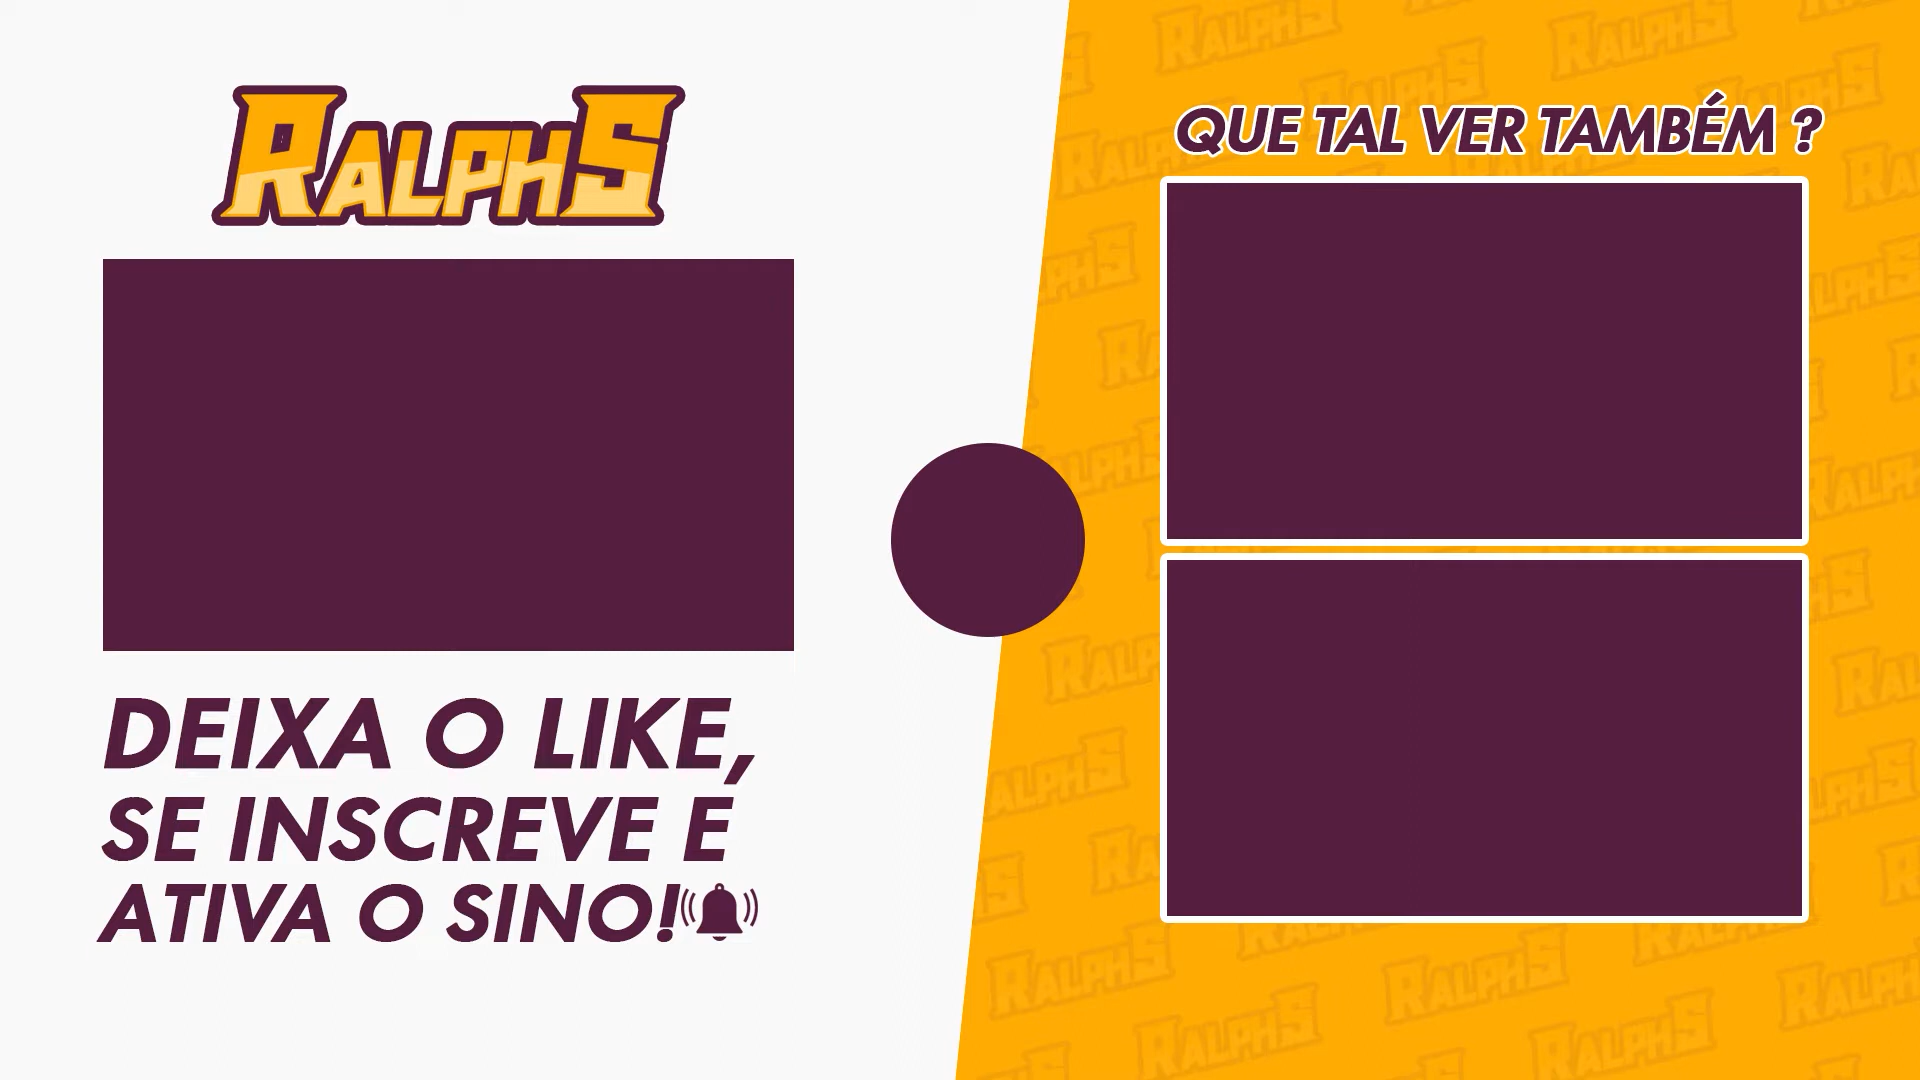 RALPHS
DEIXA O LIKE,
SE INSCREVE E
ATIVA O SINO!
QUE TAL VER TAMBÉM ?